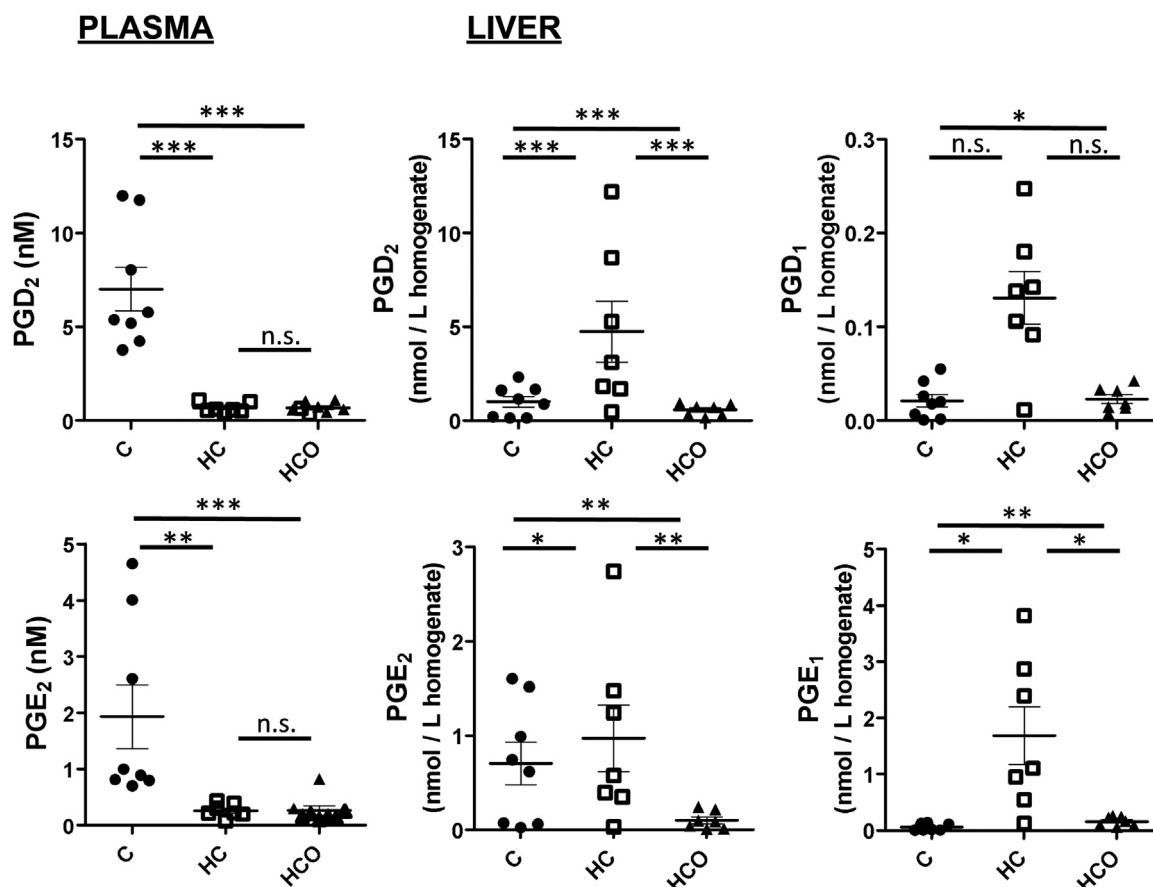 PLASMA
LIVER
***
***
n.s.
15
10
5
0
PGD₂ (nM)
C
HC
HCO
***
***
***
15
10
5
0
PGD₂
(nmol / L homogenate)
C
HC
HCO
*
n.s.
n.s.
0.3
0.2
0.1
0.0
PGD₁
(nmol / L homogenate)
C
HC
HCO
***
**
n.s.
5
4
3
2
1
0
PGE₂ (nM)
C
HC
HCO
**
*
**
3
2
1
0
PGE₂
(nmol / L homogenate)
C
HC
HCO
**
*
*
5
4
3
2
1
0
PGE₁
(nmol / L homogenate)
C
HC
HCO